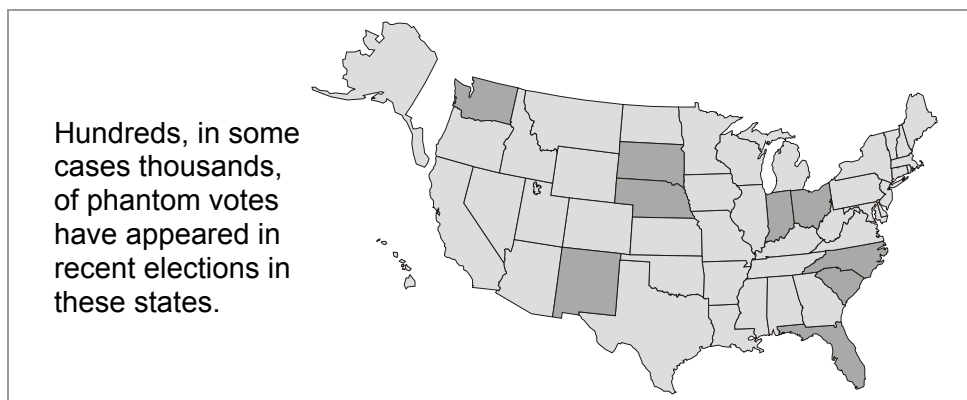 Hundreds, in some
cases thousands,
of phantom votes
have appeared in
recent elections in
these states.